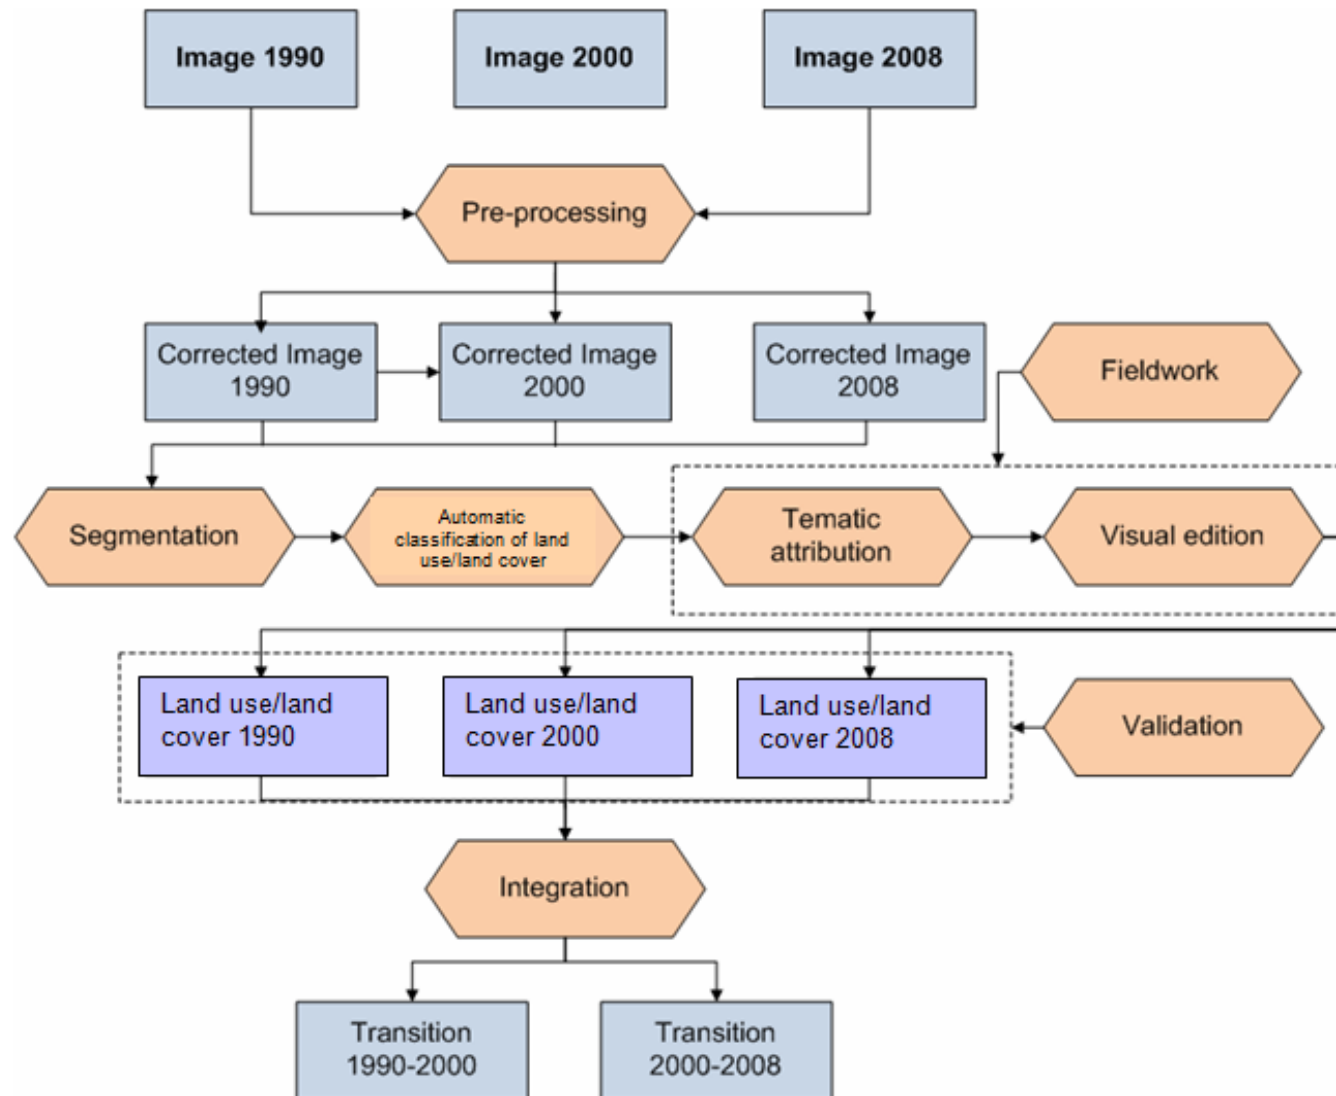 Image 1990
Image 2000
Image 2008
Pre-processing
Corrected Image
1990
Corrected Image
2000
Corrected Image
2008
Fieldwork
Segmentation
Automatic
classification of land
use/land cover
Tematic
attribution
Visual edition
Land use/land
cover 1990
Land use/land
cover 2000
Land use/land
cover 2008
Validation
Integration
Transition
1990-2000
Transition
2000-2008